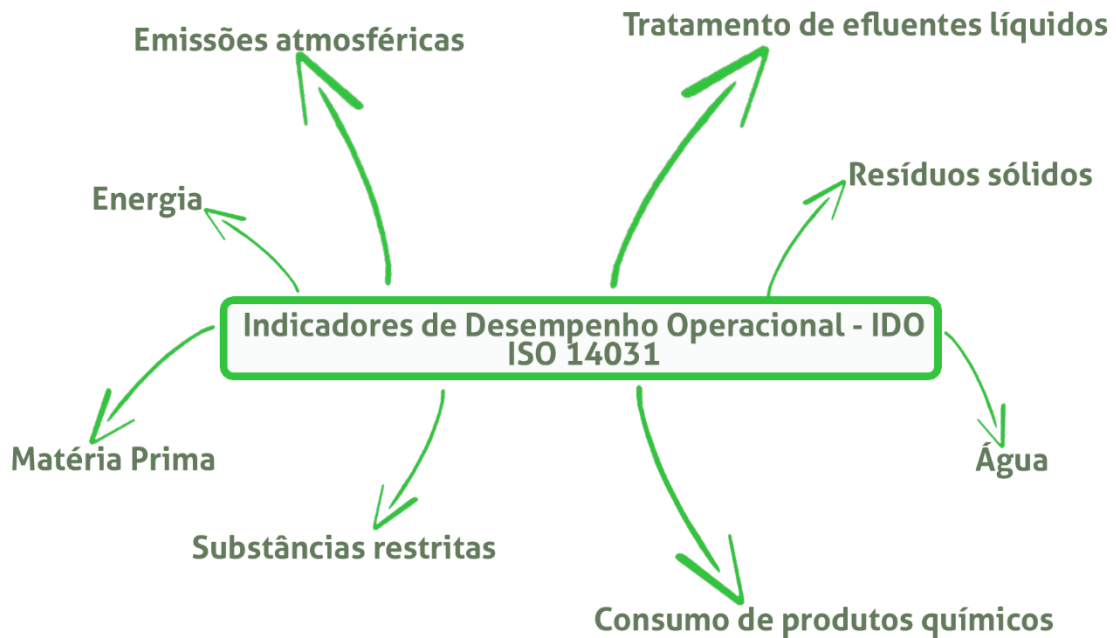 Emissões atmosféricas
Tratamento de efluentes líquidos
Energia
Resíduos sólidos
Indicadores de Desempenho Operacional - IDO
ISO 14031
Matéria Prima
Água
Substâncias restritas
Consumo de produtos químicos